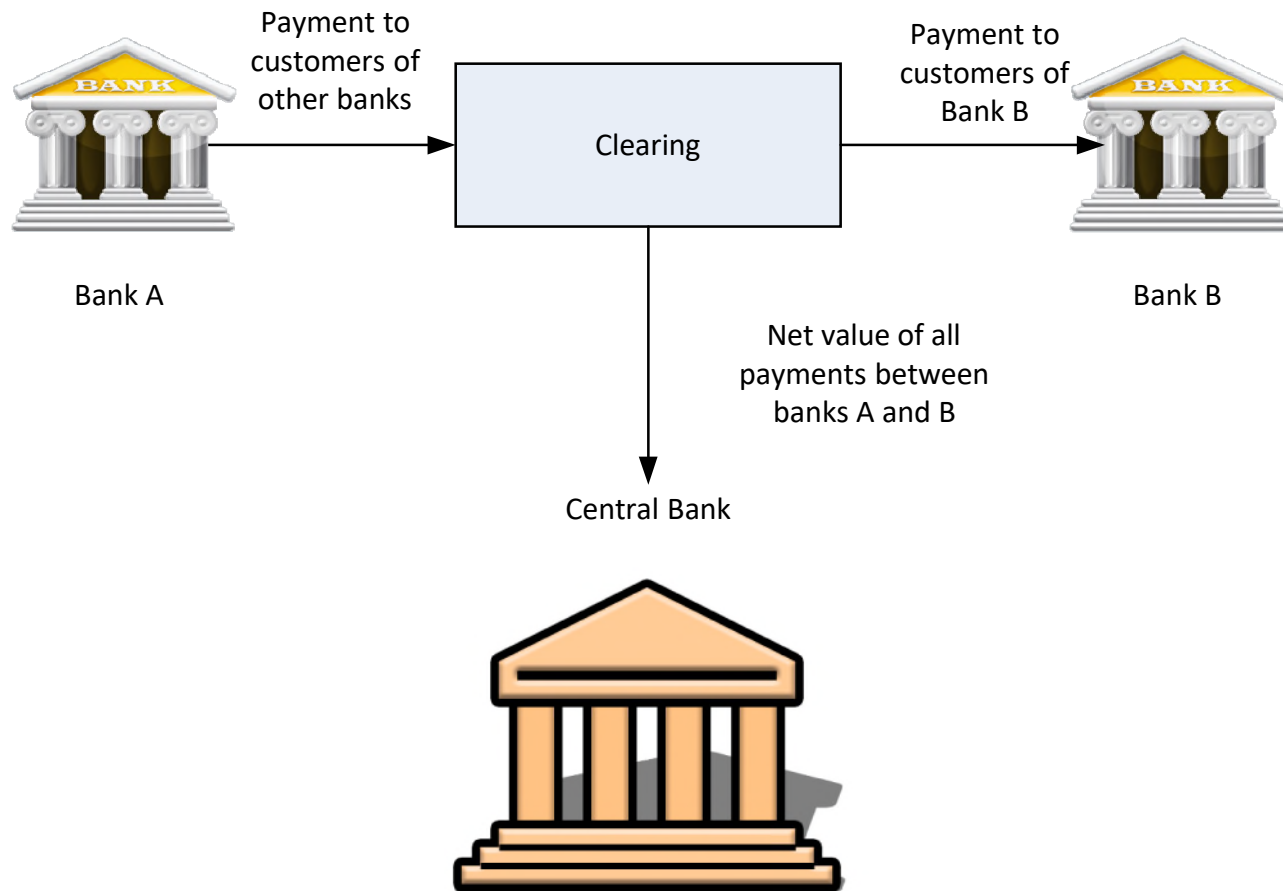 Payment to
customers of
other banks
Payment to
customers of
Bank B
BANK
BANK
Clearing
Bank A
Bank B
Net value of all
payments between
banks A and B
Central Bank